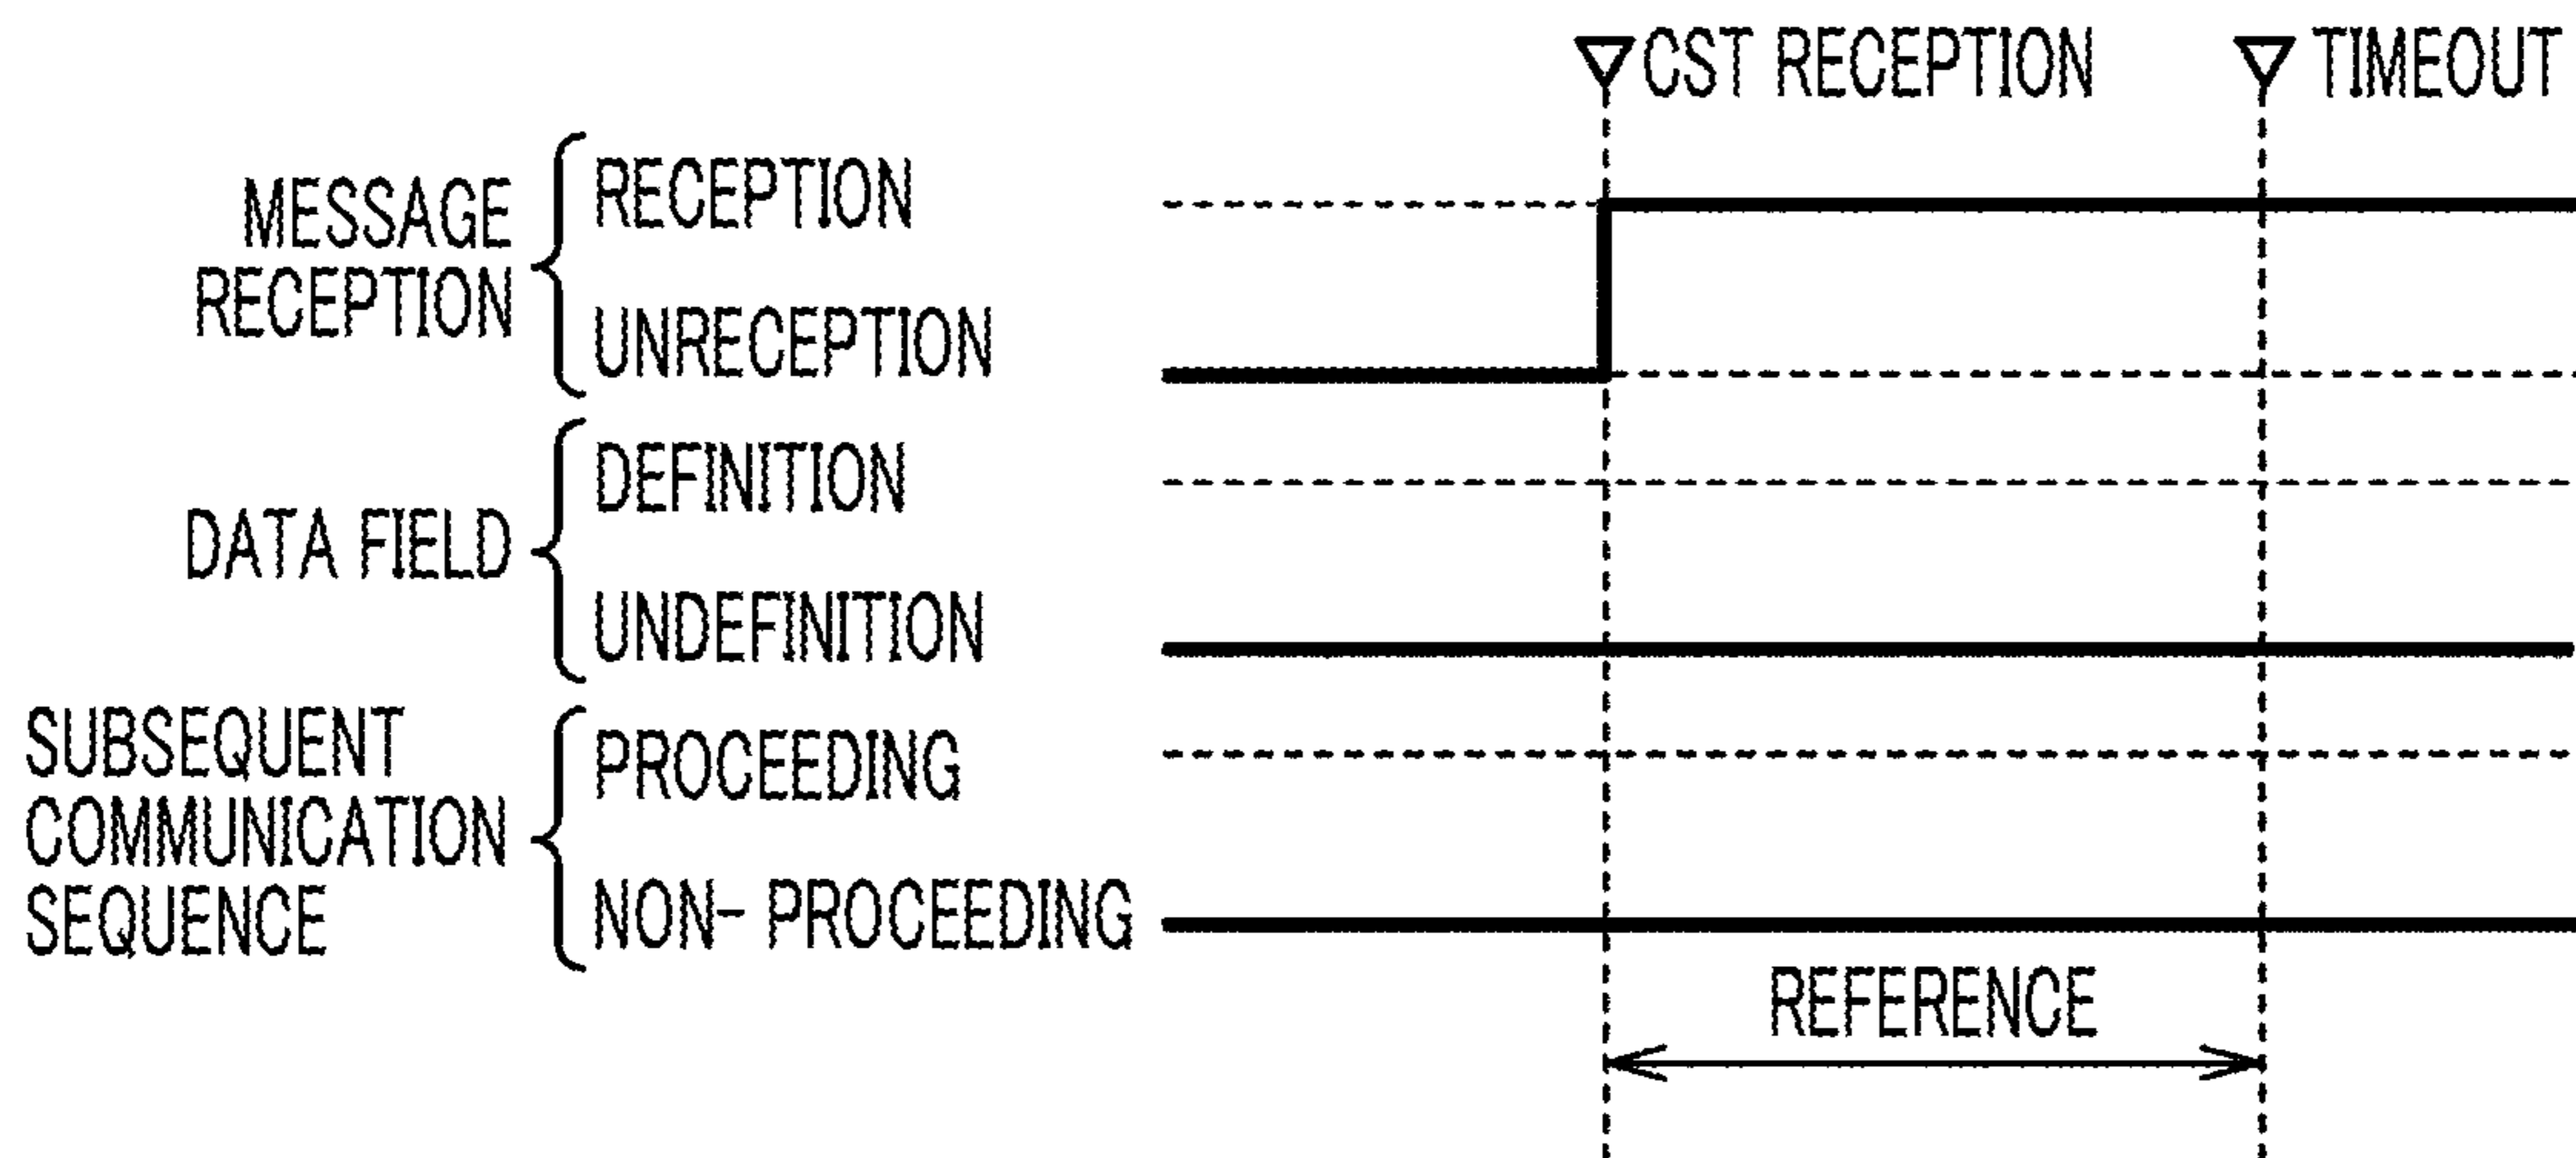 CST RECEPTION
TIMEOUT
MESSAGE
RECEPTION
RECEPTION
UNRECEPTION
DATA FIELD
DEFINITION
UNDEFINITION
SUBSEQUENT
COMMUNICATION
SEQUENCE
PROCEEDING
NON- PROCEEDING
REFERENCE